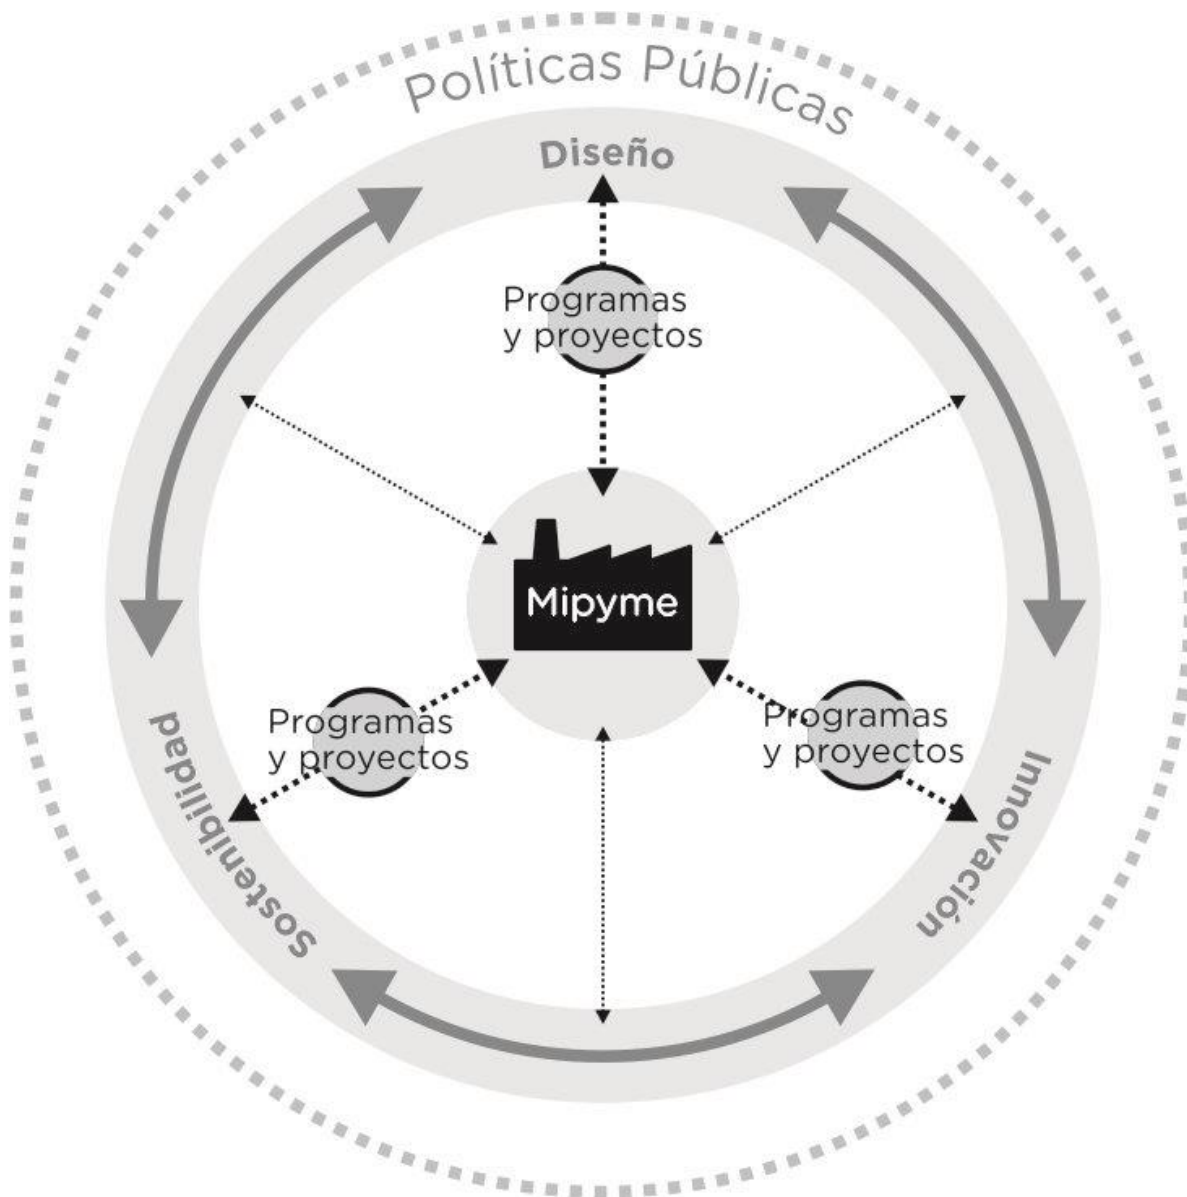 Políticas Públicas
Diseño
Programas
y proyectos
Mipyme
Programas
y proyectos
Programas
y proyectos
Sostenibilidad
Innovación